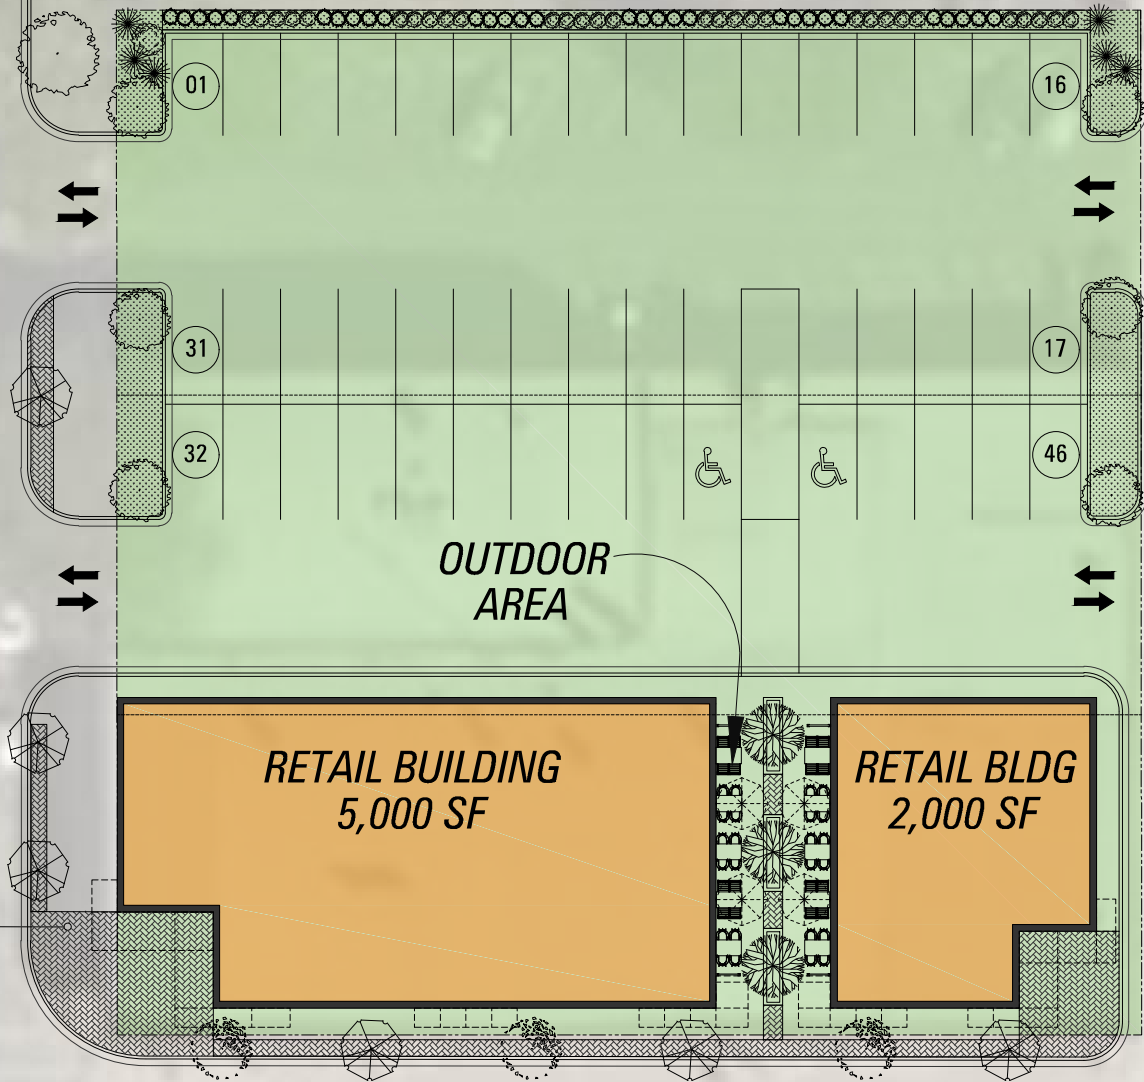 01
16
31
17
32
46
OUTDOOR
AREA
RETAIL BUILDING
5,000 SF
RETAIL BLDG
2,000 SF